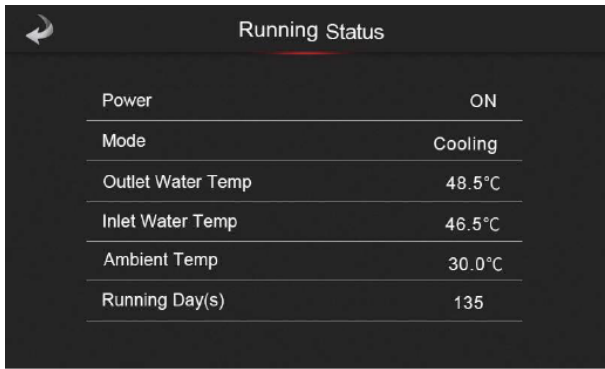 Running Status
Power ON
Mode Cooling
Outlet Water Temp 48.5°C
Inlet Water Temp 46.5°C
Ambient Temp 30.0°C
Running Day(s) 135